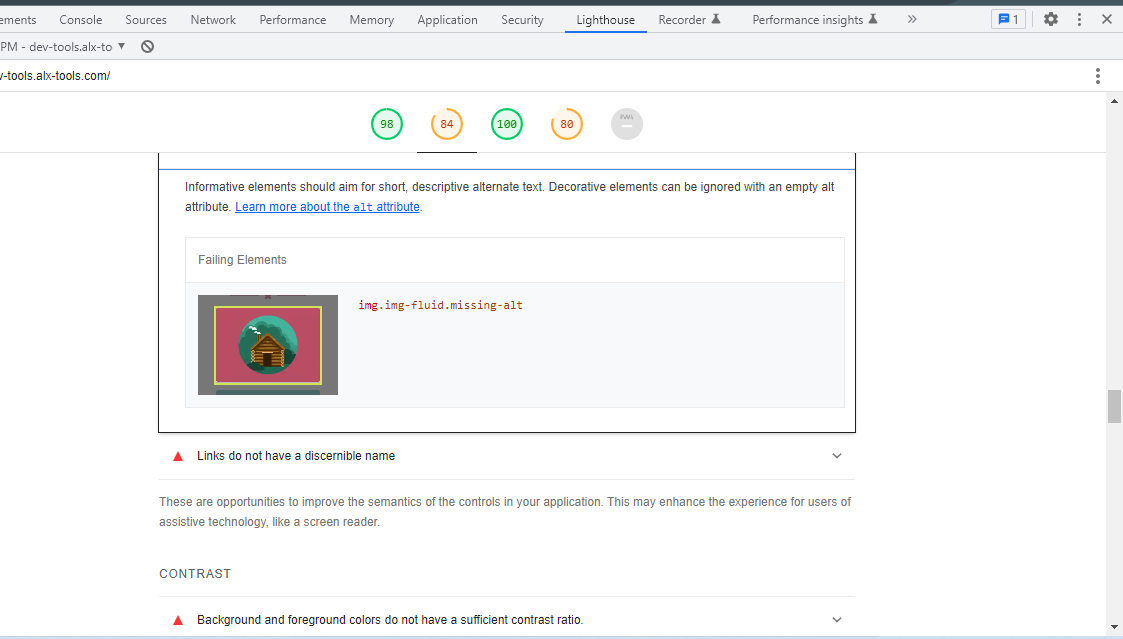 ements Console Sources Network Performance Memory Application Security Lighthouse Recorder Performance insights » 1
PM - dev-tools.alx-to
v-tools.alx-tools.com/
98 84 100 80 PWA
Informative elements should aim for short, descriptive alternate text. Decorative elements can be ignored with an empty alt
attribute. Learn more about the alt attribute.
Failing Elements
img.img-fluid.missing-alt
Links do not have a discernible name
These are opportunities to improve the semantics of the controls in your application. This may enhance the experience for users of
assistive technology, like a screen reader.
CONTRAST
Background and foreground colors do not have a sufficient contrast ratio.